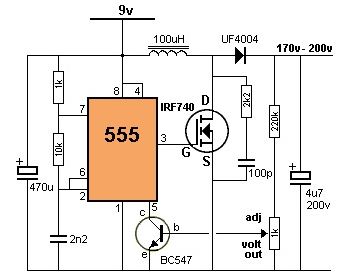 9v
100uH
UF4004
170v - 200v
1k
8
4
IRF740
D
2k2
220k
7
555
3
G
S
10k
6
2
470u
100p
4u7
200v
1
5
adj
c
b
volt
out
1k
2n2
e
BC547